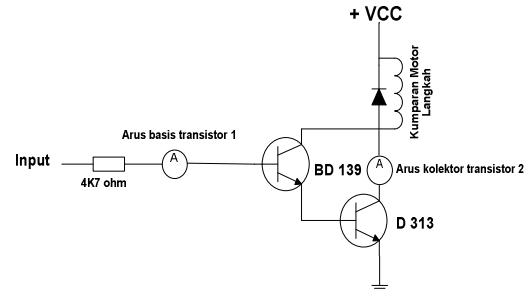 + VCC
Kumparan Motor
Langkah
Arus basis transistor 1
Input
A
4K7 ohm
BD 139
A
Arus kolektor transistor 2
D 313